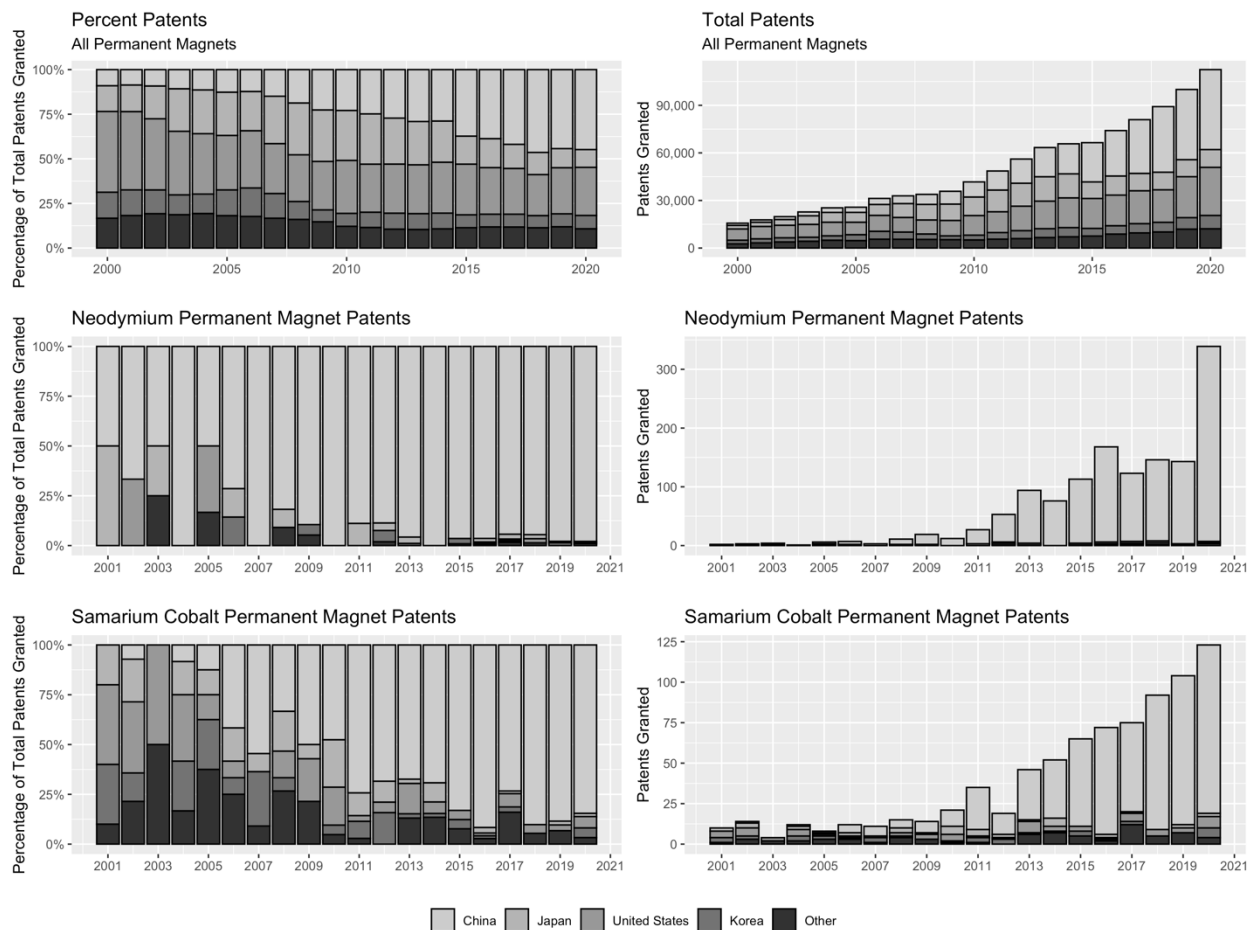 Percent Patents
All Permanent Magnets
Percentage of Total Patents Granted
100%
75%
50%
25%
0%
2000 2005 2010 2015 2020
Total Patents
All Permanent Magnets
Patents Granted
90,000
60,000
30,000
0
2000 2005 2010 2015 2020
Neodymium Permanent Magnet Patents
Percentage of Total Patents Granted
100%
75%
50%
25%
0%
2001 2003 2005 2007 2009 2011 2013 2015 2017 2019 2021
Neodymium Permanent Magnet Patents
Patents Granted
300
200
100
0
2001 2003 2005 2007 2009 2011 2013 2015 2017 2019 2021
Samarium Cobalt Permanent Magnet Patents
Percentage of Total Patents Granted
100%
75%
50%
25%
0%
2001 2003 2005 2007 2009 2011 2013 2015 2017 2019 2021
Samarium Cobalt Permanent Magnet Patents
Patents Granted
125
100
75
50
25
0
2001 2003 2005 2007 2009 2011 2013 2015 2017 2019 2021
China Japan United States Korea Other